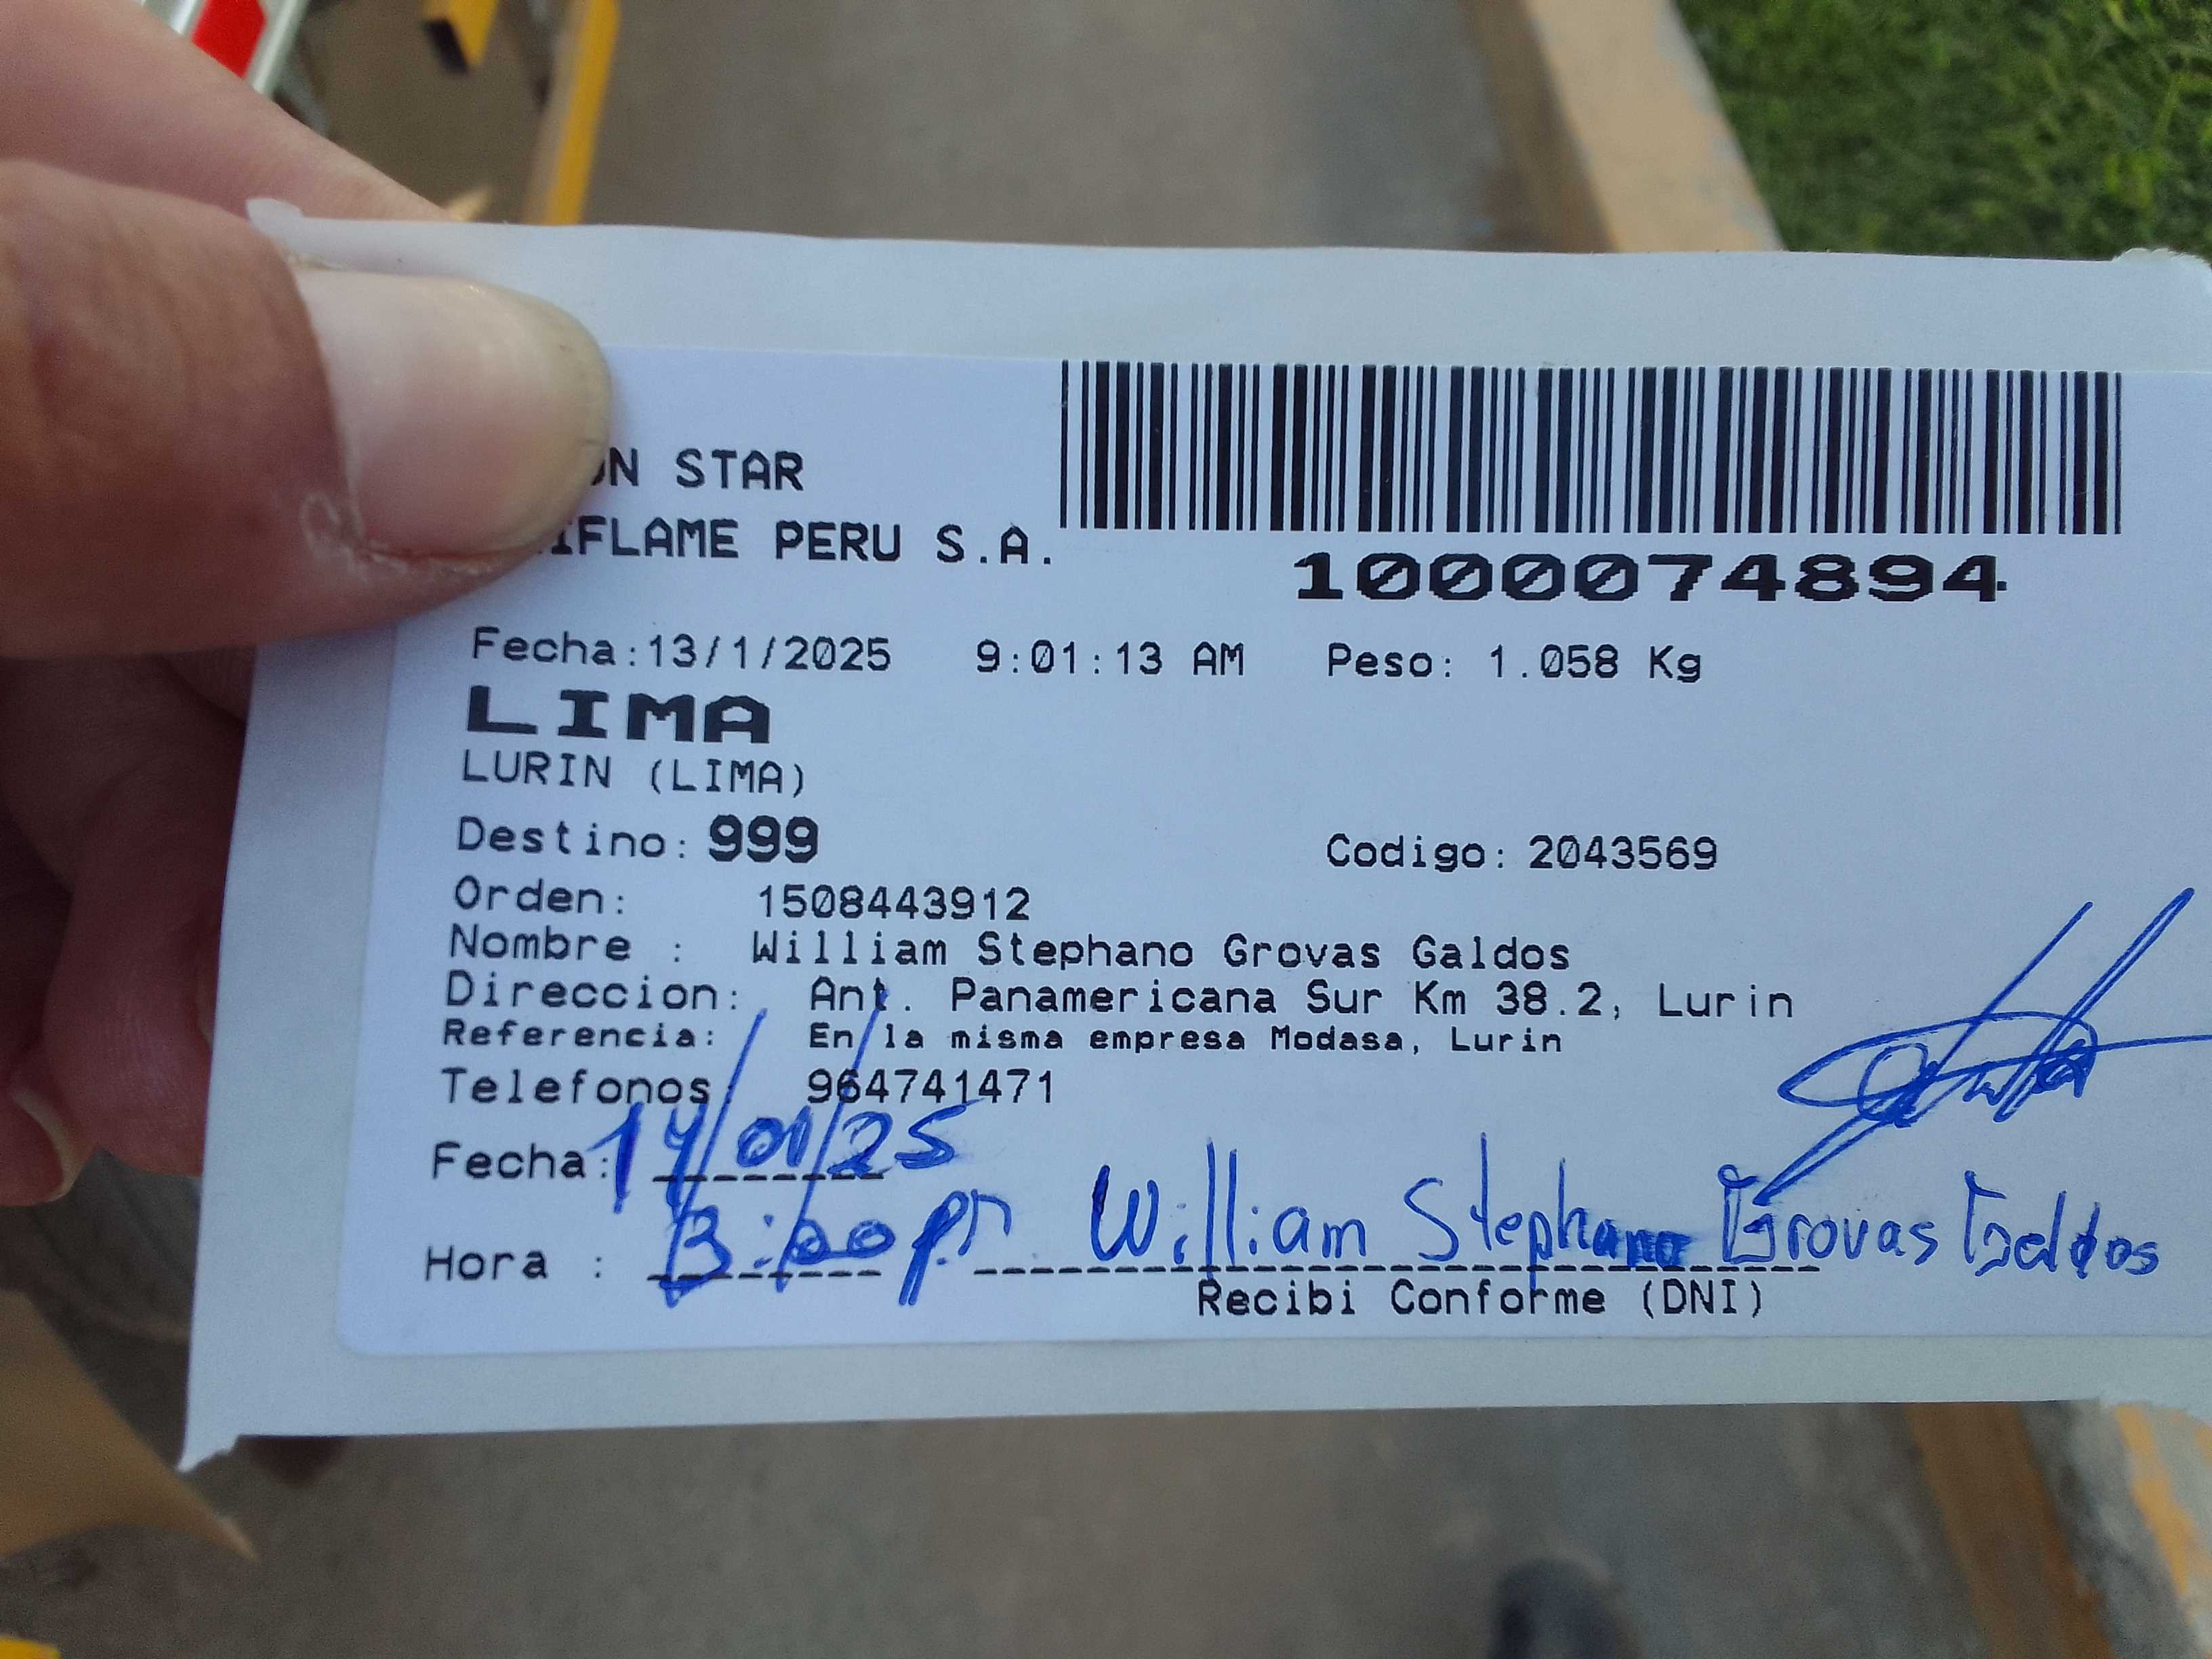 STAR
PERU S.A.
1000074894
Fecha:13/1/2025 9:01:13 AM Peso: 1.058 Kg
LIMA
LURIN (LIMA)
Destino: 999 Codigo: 2043569
Orden: 1508443912
Nombre : William Stephano Grovas Galdos
Direccion: Ant. Panamericana Sur Km 38.2, Lurin
Referencia: En la misma empresa Modasa, Lurin
Telefonos 964741471
Fecha: 14/01/25
Hora : 3:00 William Stephano Grovas Galdos
Recibi Conforme (DNI)